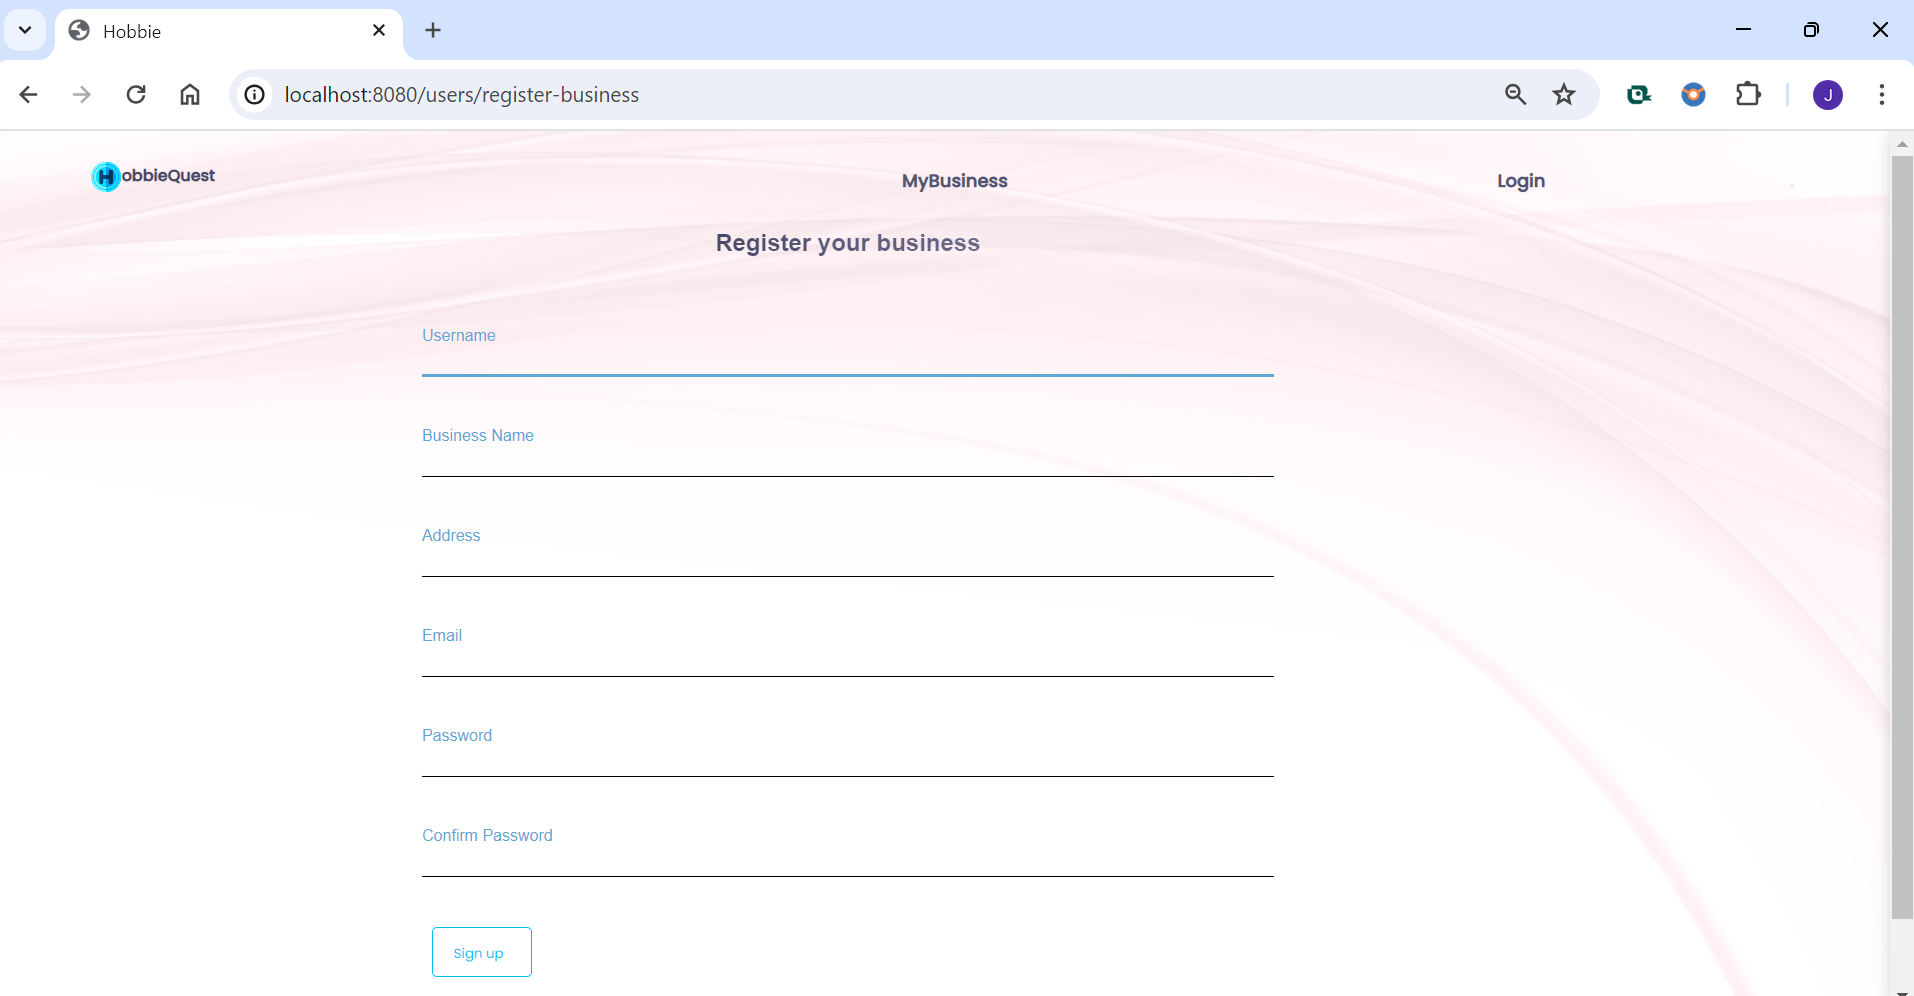 Hobbie
localhost:8080/users/register-business
J
HobbieQuest
MyBusiness
Login
Register your business
Username
Business Name
Address
Email
Password
Confirm Password
Sign up